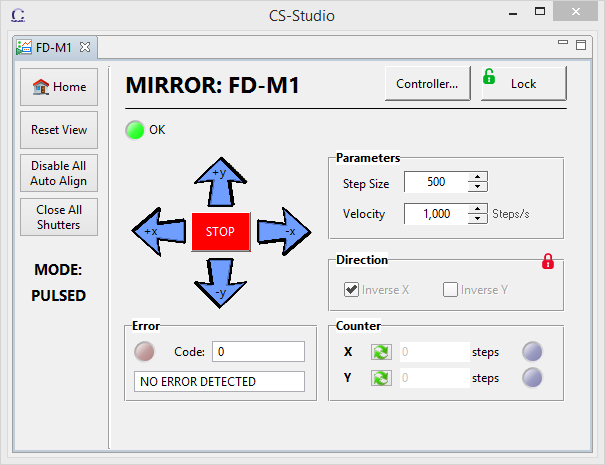 CS-Studio
FD-M1
Home
Reset View
Disable All
Auto Align
Close All
Shutters
MODE:
PULSED
MIRROR: FD-M1
Controller...
Lock
OK
+y
+x
STOP
-x
-y
Parameters
Step Size 500
Velocity 1,000 Steps/s
Direction
Inverse X Inverse Y
Error
Code: 0
NO ERROR DETECTED
Counter
X 0 steps
Y 0 steps